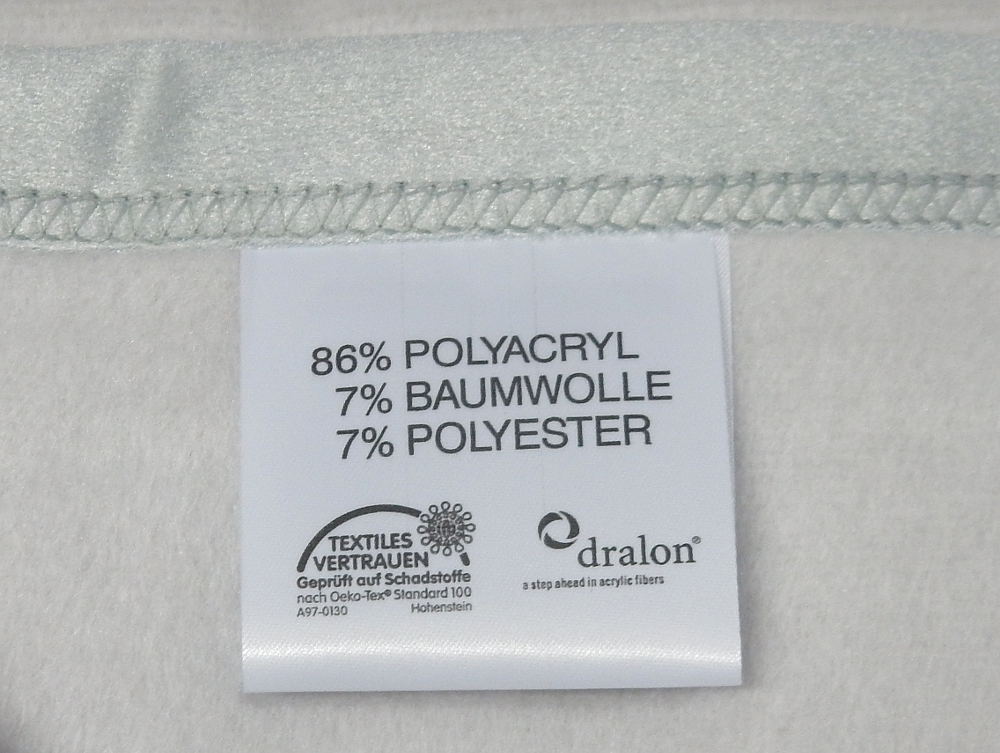 86% POLYACRYL
7% BAUMWOLLE
7% POLYESTER
TEXTILES
VERTRAUEN
Geprüft auf Schadstoffe
nach Oeko-Tex® Standard 100
A97-0130 Hohenstein
dralon®
a step ahead in acrylic fibers